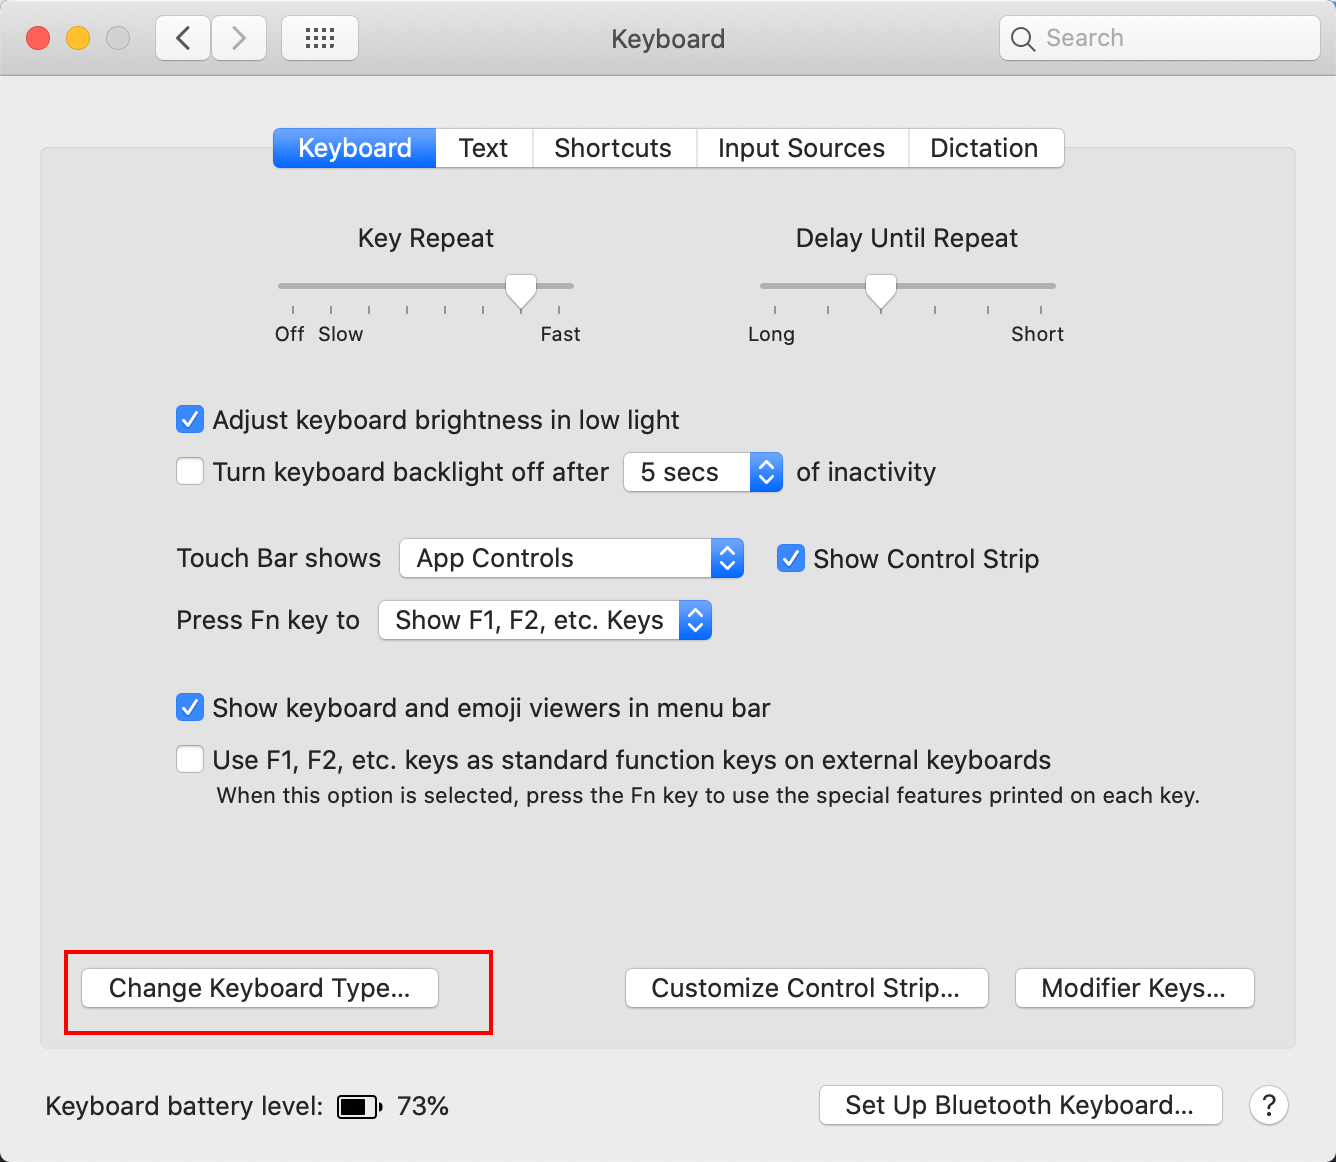 Keyboard
Search
Keyboard Text Shortcuts Input Sources Dictation
Key Repeat
Delay Until Repeat
Off Slow Fast
Long Short
Adjust keyboard brightness in low light
Turn keyboard backlight off after 5 secs of inactivity
Touch Bar shows App Controls Show Control Strip
Press Fn key to Show F1, F2, etc. Keys
Show keyboard and emoji viewers in menu bar
Use F1, F2, etc. keys as standard function keys on external keyboards
When this option is selected, press the Fn key to use the special features printed on each key.
Change Keyboard Type... Customize Control Strip... Modifier Keys...
Keyboard battery level: 73% Set Up Bluetooth Keyboard... ?